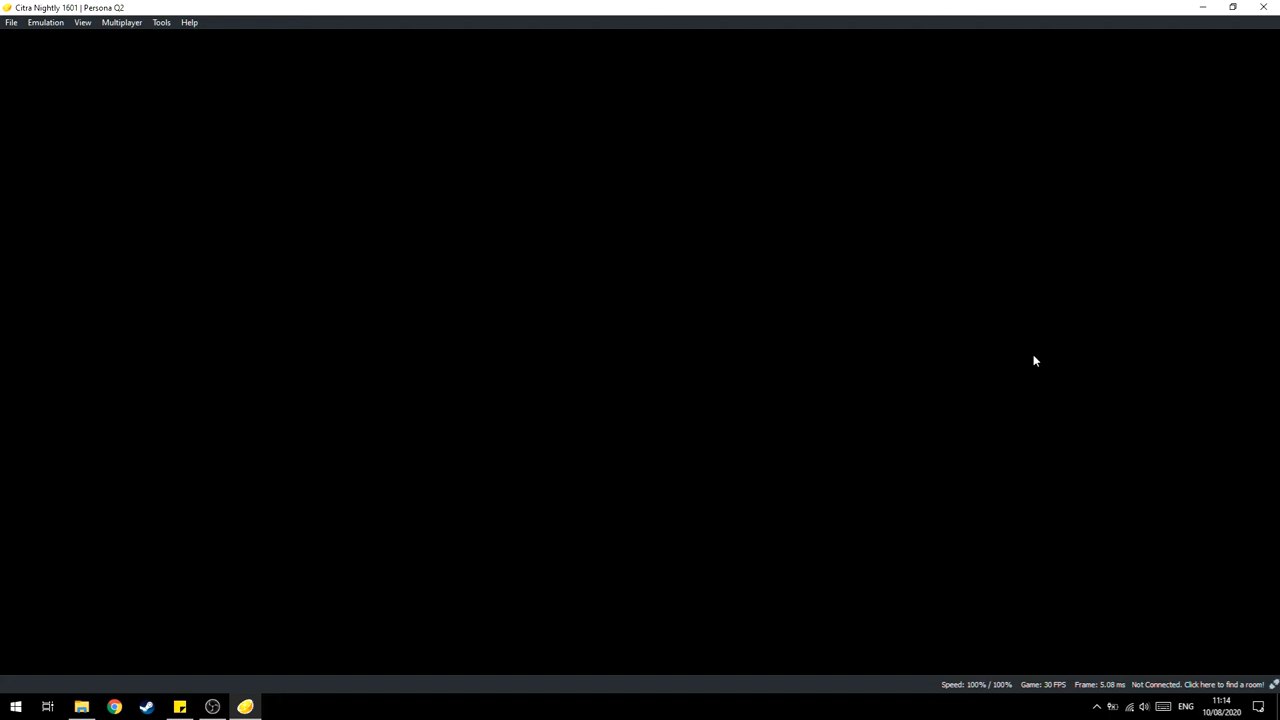 Citra Nightly 1601 | Persona Q2
File Emulation View Multiplayer Tools Help
Speed: 100% / 100% Game: 30 FPS Frame: 5.08 ms Not Connected. Click here to find a room!
ENG
11:14
10/08/2020